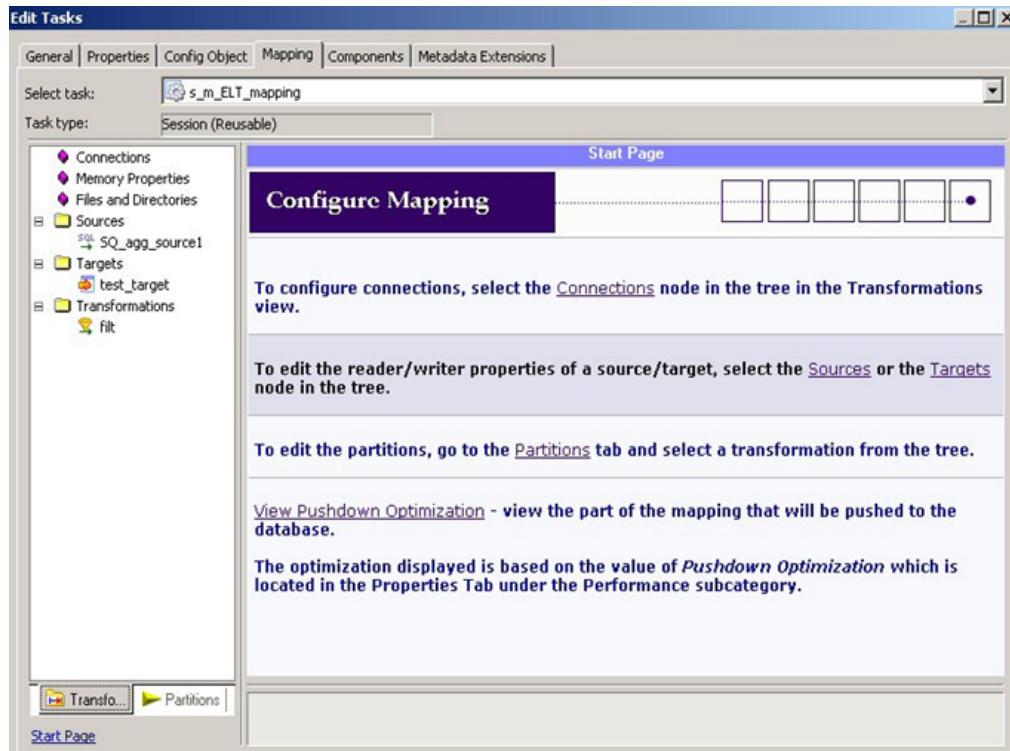 Edit Tasks
General
Properties
Config Object
Mapping
Components
Metadata Extensions
Select task:
s_m_ELT_mapping
Task type:
Session (Reusable)
Connections
Memory Properties
Files and Directories
Sources
SQL
SQ_agg_source1
Targets
test_target
Transformations
filt
Transfo...
Partitions
Start Page
Start Page
Configure Mapping
To configure connections, select the Connections node in the tree in the Transformations
view.
To edit the reader/writer properties of a source/target, select the Sources or the Targets
node in the tree.
To edit the partitions, go to the Partitions tab and select a transformation from the tree.
View Pushdown Optimization - view the part of the mapping that will be pushed to the
database.
The optimization displayed is based on the value of Pushdown Optimization which is
located in the Properties Tab under the Performance subcategory.